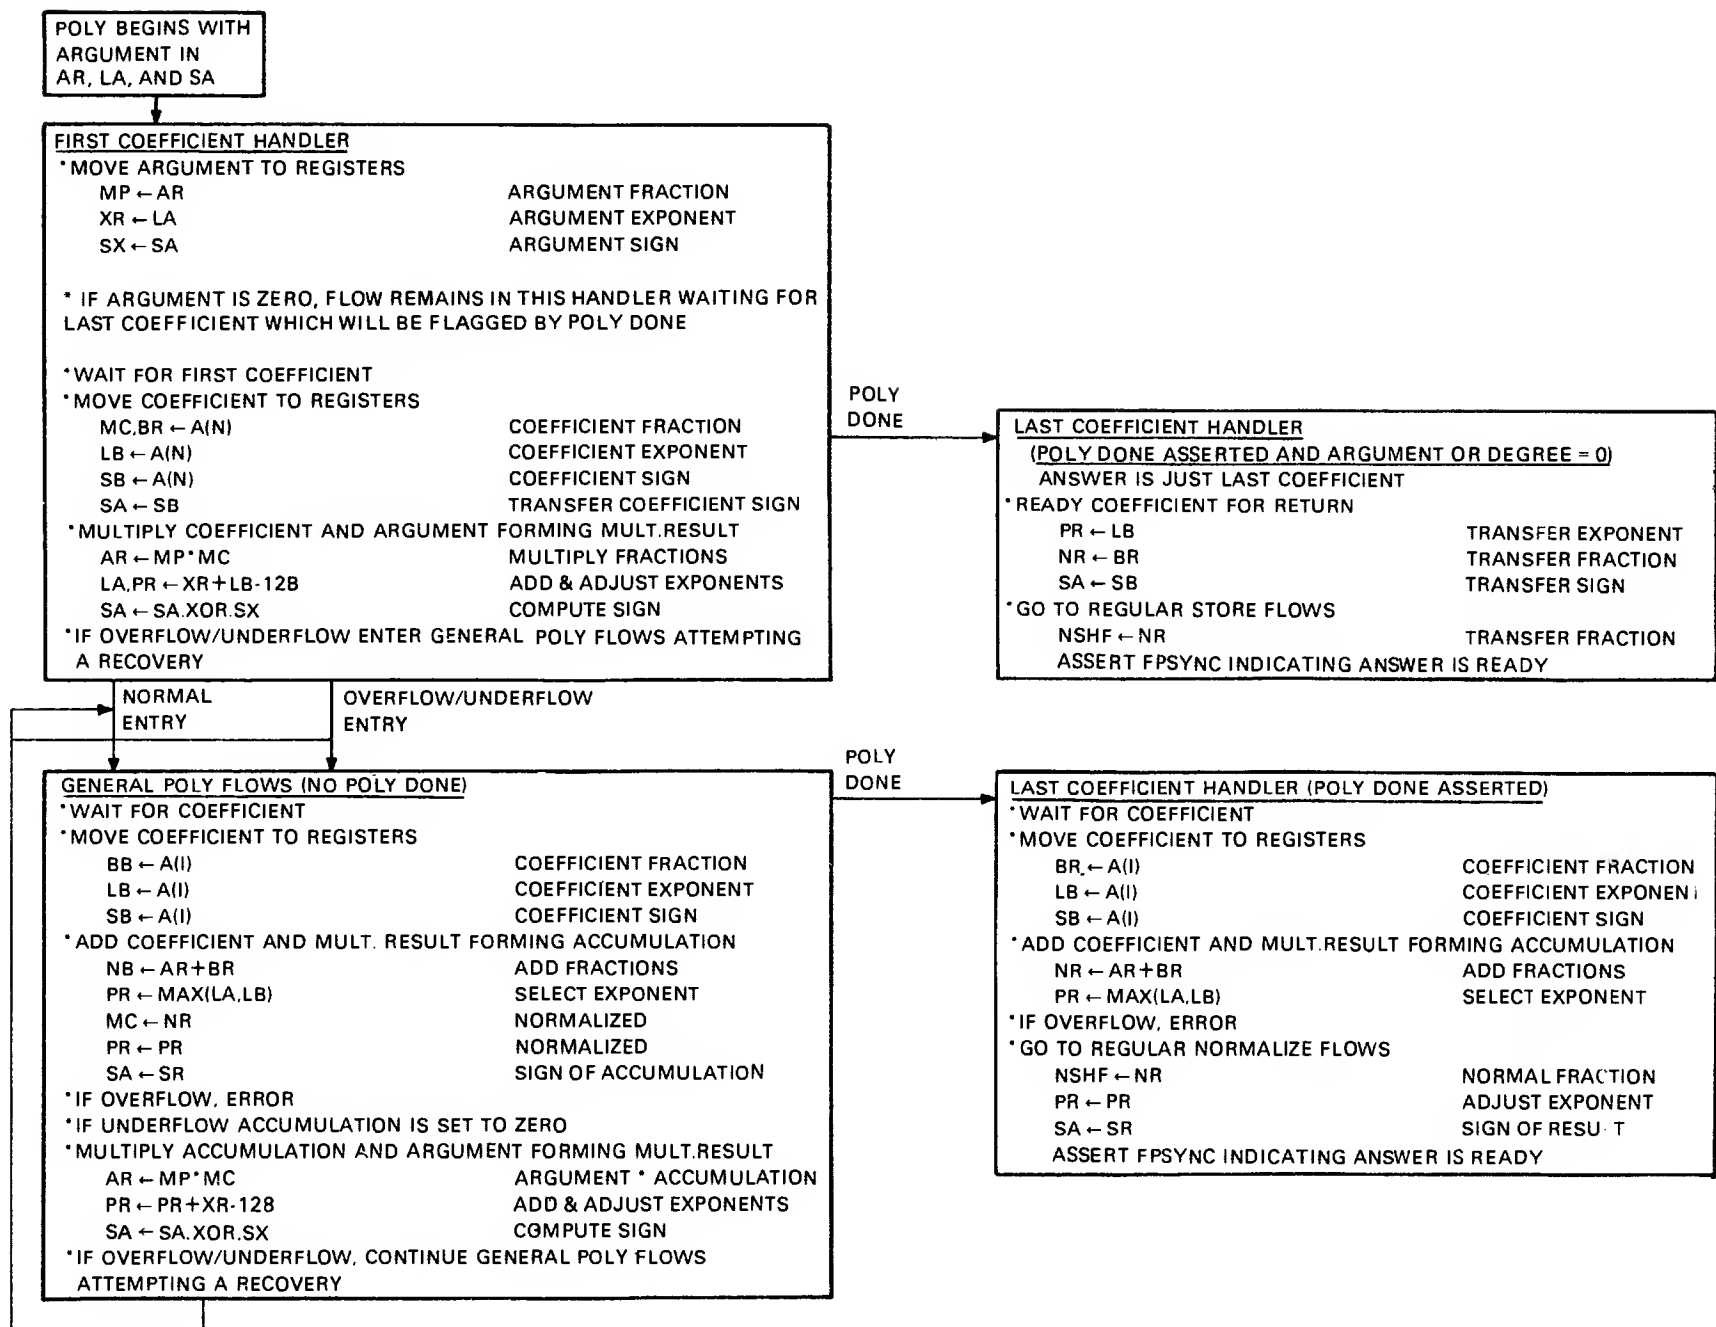 POLY BEGINS WITH
ARGUMENT IN
AR, LA, AND SA
FIRST COEFFICIENT HANDLER
*MOVE ARGUMENT TO REGISTERS
MP ← AR ARGUMENT FRACTION
XR ← LA ARGUMENT EXPONENT
SX ← SA ARGUMENT SIGN
* IF ARGUMENT IS ZERO, FLOW REMAINS IN THIS HANDLER WAITING FOR
LAST COEFFICIENT WHICH WILL BE FLAGGED BY POLY DONE
*WAIT FOR FIRST COEFFICIENT
*MOVE COEFFICIENT TO REGISTERS
MC,BR ← A(N) COEFFICIENT FRACTION
LB ← A(N) COEFFICIENT EXPONENT
SB ← A(N) COEFFICIENT SIGN
SA ← SB TRANSFER COEFFICIENT SIGN
*MULTIPLY COEFFICIENT AND ARGUMENT FORMING MULT.RESULT
AR ← MP*MC MULTIPLY FRACTIONS
LA,PR ← XR+LB-12B ADD & ADJUST EXPONENTS
SA ← SA.XOR.SX COMPUTE SIGN
*IF OVERFLOW/UNDERFLOW ENTER GENERAL POLY FLOWS ATTEMPTING
A RECOVERY
POLY
DONE
LAST COEFFICIENT HANDLER
(POLY DONE ASSERTED AND ARGUMENT OR DEGREE = 0)
ANSWER IS JUST LAST COEFFICIENT
*READY COEFFICIENT FOR RETURN
PR ← LB TRANSFER EXPONENT
NR ← BR TRANSFER FRACTION
SA ← SB TRANSFER SIGN
*GO TO REGULAR STORE FLOWS
NSHF ← NR TRANSFER FRACTION
ASSERT FPSYNC INDICATING ANSWER IS READY
NORMAL
ENTRY
OVERFLOW/UNDERFLOW
ENTRY
GENERAL POLY FLOWS (NO POLY DONE)
*WAIT FOR COEFFICIENT
*MOVE COEFFICIENT TO REGISTERS
BB ← A(I) COEFFICIENT FRACTION
LB ← A(I) COEFFICIENT EXPONENT
SB ← A(I) COEFFICIENT SIGN
*ADD COEFFICIENT AND MULT. RESULT FORMING ACCUMULATION
NB ← AR+BR ADD FRACTIONS
PR ← MAX(LA,LB) SELECT EXPONENT
MC ← NR NORMALIZED
PR ← PR NORMALIZED
SA ← SR SIGN OF ACCUMULATION
*IF OVERFLOW, ERROR
*IF UNDERFLOW ACCUMULATION IS SET TO ZERO
*MULTIPLY ACCUMULATION AND ARGUMENT FORMING MULT.RESULT
AR ← MP*MC ARGUMENT * ACCUMULATION
PR ← PR+XR-128 ADD & ADJUST EXPONENTS
SA ← SA.XOR.SX COMPUTE SIGN
*IF OVERFLOW/UNDERFLOW, CONTINUE GENERAL POLY FLOWS
ATTEMPTING A RECOVERY
POLY
DONE
LAST COEFFICIENT HANDLER (POLY DONE ASSERTED)
*WAIT FOR COEFFICIENT
*MOVE COEFFICIENT TO REGISTERS
BR ← A(I) COEFFICIENT FRACTION
LB ← A(I) COEFFICIENT EXPONENT
SB ← A(I) COEFFICIENT SIGN
*ADD COEFFICIENT AND MULT.RESULT FORMING ACCUMULATION
NR ← AR+BR ADD FRACTIONS
PR ← MAX(LA,LB) SELECT EXPONENT
*IF OVERFLOW, ERROR
*GO TO REGULAR NORMALIZE FLOWS
NSHF ← NR NORMAL FRACTION
PR ← PR ADJUST EXPONENT
SA ← SR SIGN OF RESU T
ASSERT FPSYNC INDICATING ANSWER IS READY